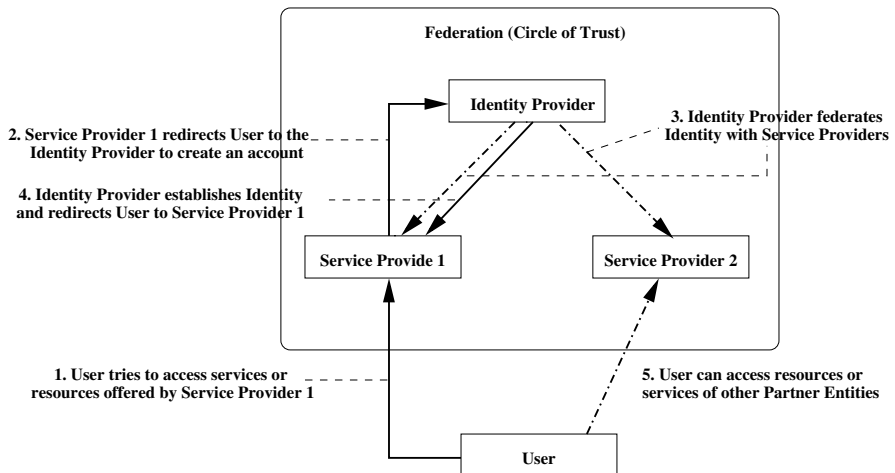 Federation (Circle of Trust)
Identity Provider
2. Service Provider 1 redirects User to the
Identity Provider to create an account
3. Identity Provider federates
Identity with Service Providers
4. Identity Provider establishes Identity
and redirects User to Service Provider 1
Service Provide 1
Service Provider 2
1. User tries to access services or
resources offered by Service Provider 1
5. User can access resources or
services of other Partner Entities
User